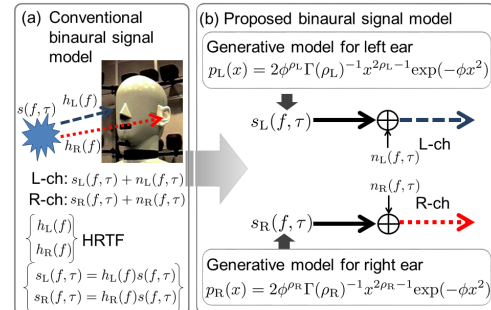 (a) Conventional binaural signal model
s(f,τ)
h_L(f)
h_R(f)
L-ch: s_L(f,τ) + n_L(f,τ)
R-ch: s_R(f,τ) + n_R(f,τ)
{h_L(f)
h_R(f)} HRTF
{s_L(f,τ) = h_L(f)s(f,τ)
s_R(f,τ) = h_R(f)s(f,τ)}
(b) Proposed binaural signal model
Generative model for left ear
p_L(x) = 2φ^{ρ_L}Γ(ρ_L)^{-1}x^{2ρ_L-1}exp(-φx^2)
s_L(f,τ)
n_L(f,τ)
L-ch
n_R(f,τ)
s_R(f,τ)
R-ch
Generative model for right ear
p_R(x) = 2φ^{ρ_R}Γ(ρ_R)^{-1}x^{2ρ_R-1}exp(-φx^2)